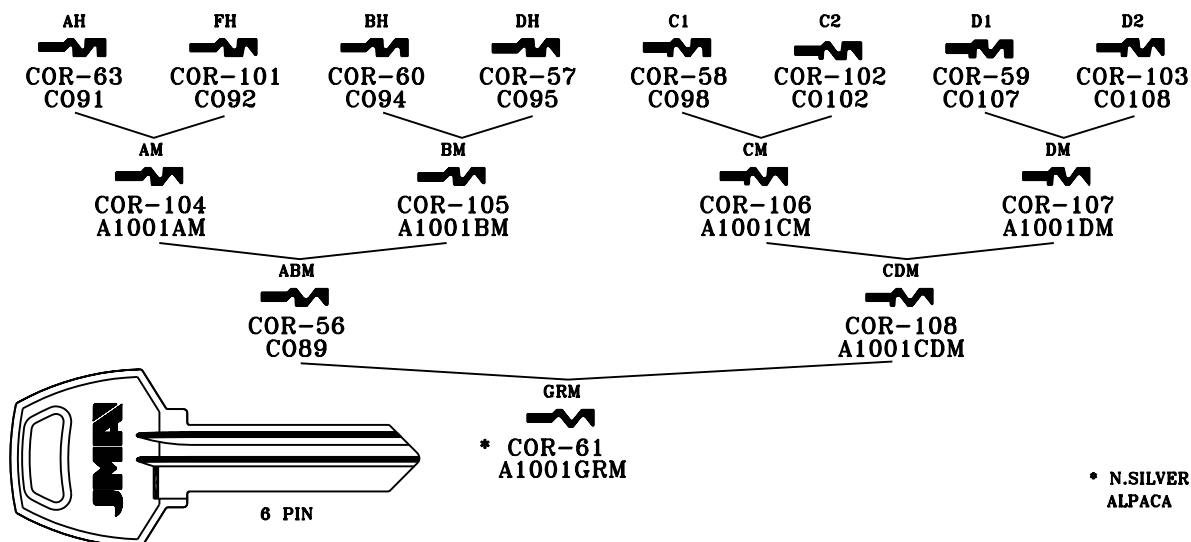 AH FH BH DH C1 C2 D1 D2
COR-63 COR-101 COR-60 COR-57 COR-58 COR-102 COR-59 COR-103
CO91 CO92 CO94 CO95 CO98 CO102 CO107 CO108
AM BM CM DM
COR-104 COR-105 COR-106 COR-107
A1001AM A1001BM A1001CM A1001DM
ABM CDM
COR-56 COR-108
CO89 A1001CDM
GRM
* COR-61
A1001GRM
JMA
6 PIN
* N.SILVER
ALPACA